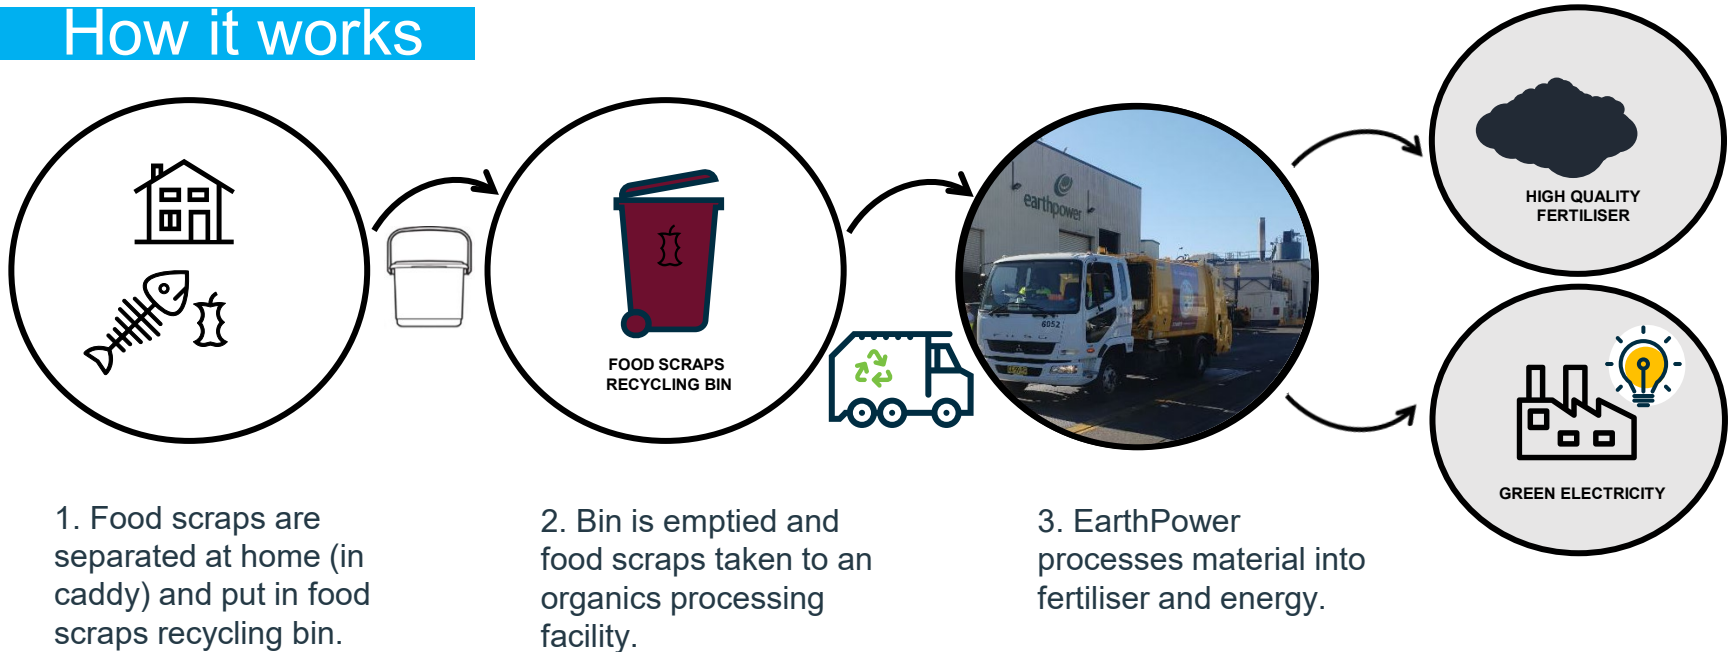 How it works
FOOD SCRAPS
RECYCLING BIN
earthpower
6052
HIGH QUALITY
FERTILISER
GREEN ELECTRICITY
1. Food scraps are
separated at home (in
caddy) and put in food
scraps recycling bin.
2. Bin is emptied and
food scraps taken to an
organics processing
facility.
3. EarthPower
processes material into
fertiliser and energy.